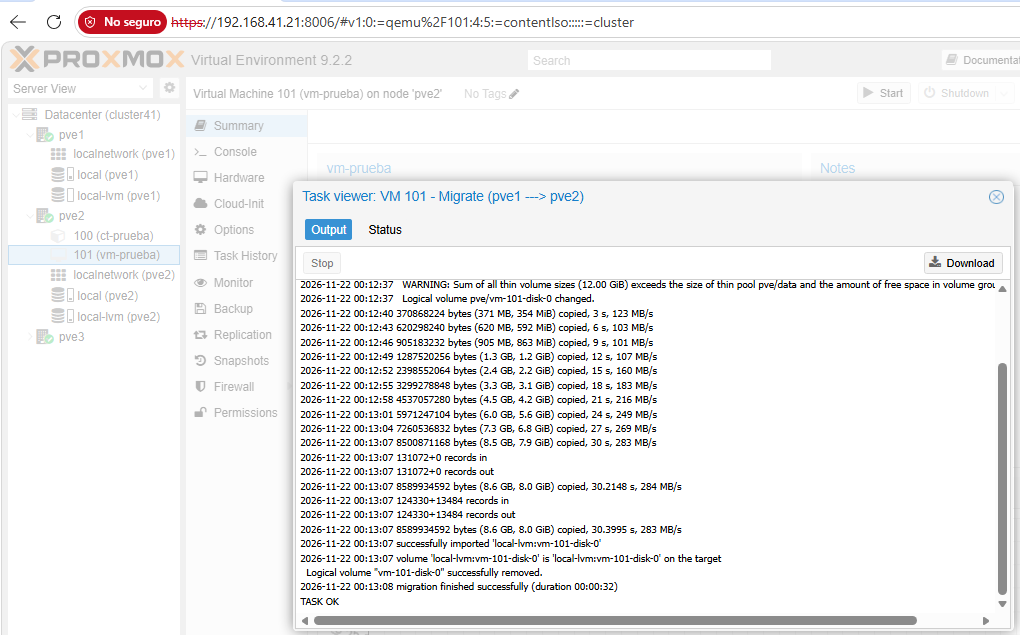 No seguro https://192.168.41.21:8006/#v1:0:=qemu%2F101:4:5:=contentIso:::::=cluster
PROXMOX Virtual Environment 9.2.2 Search Documentat
Server View
Virtual Machine 101 (vm-prueba) on node 'pve2' No Tags Start Shutdown
Datacenter (cluster41)
pve1
localnetwork (pve1)
local (pve1)
local-lvm (pve1)
pve2
100 (ct-prueba)
101 (vm-prueba)
localnetwork (pve2)
local (pve2)
local-lvm (pve2)
pve3
Summary
Console
Hardware
Cloud-Init
Options
Task History
Monitor
Backup
Replication
Snapshots
Firewall
Permissions
vm-prueba
Notes
Task viewer: VM 101 - Migrate (pve1 ---> pve2)
Output Status
Stop Download
2026-11-22 00:12:37 WARNING: Sum of all thin volume sizes (12.00 GiB) exceeds the size of thin pool pve/data and the amount of free space in volume grou
2026-11-22 00:12:37 Logical volume pve/vm-101-disk-0 changed.
2026-11-22 00:12:40 370868224 bytes (371 MB, 354 MiB) copied, 3 s, 123 MB/s
2026-11-22 00:12:43 620298240 bytes (620 MB, 592 MiB) copied, 6 s, 103 MB/s
2026-11-22 00:12:46 905183232 bytes (905 MB, 863 MiB) copied, 9 s, 101 MB/s
2026-11-22 00:12:49 1287520256 bytes (1.3 GB, 1.2 GiB) copied, 12 s, 107 MB/s
2026-11-22 00:12:52 2398552064 bytes (2.4 GB, 2.2 GiB) copied, 15 s, 160 MB/s
2026-11-22 00:12:55 3299278848 bytes (3.3 GB, 3.1 GiB) copied, 18 s, 183 MB/s
2026-11-22 00:12:58 4537057280 bytes (4.5 GB, 4.2 GiB) copied, 21 s, 216 MB/s
2026-11-22 00:13:01 5971247104 bytes (6.0 GB, 5.6 GiB) copied, 24 s, 249 MB/s
2026-11-22 00:13:04 7260536832 bytes (7.3 GB, 6.8 GiB) copied, 27 s, 269 MB/s
2026-11-22 00:13:07 8500871168 bytes (8.5 GB, 7.9 GiB) copied, 30 s, 283 MB/s
2026-11-22 00:13:07 131072+0 records in
2026-11-22 00:13:07 131072+0 records out
2026-11-22 00:13:07 8589934592 bytes (8.6 GB, 8.0 GiB) copied, 30.2148 s, 284 MB/s
2026-11-22 00:13:07 124330+13484 records in
2026-11-22 00:13:07 124330+13484 records out
2026-11-22 00:13:07 8589934592 bytes (8.6 GB, 8.0 GiB) copied, 30.3995 s, 283 MB/s
2026-11-22 00:13:07 successfully imported 'local-lvm:vm-101-disk-0'
2026-11-22 00:13:07 volume 'local-lvm:vm-101-disk-0' is 'local-lvm:vm-101-disk-0' on the target
Logical volume "vm-101-disk-0" successfully removed.
2026-11-22 00:13:08 migration finished successfully (duration 00:00:32)
TASK OK